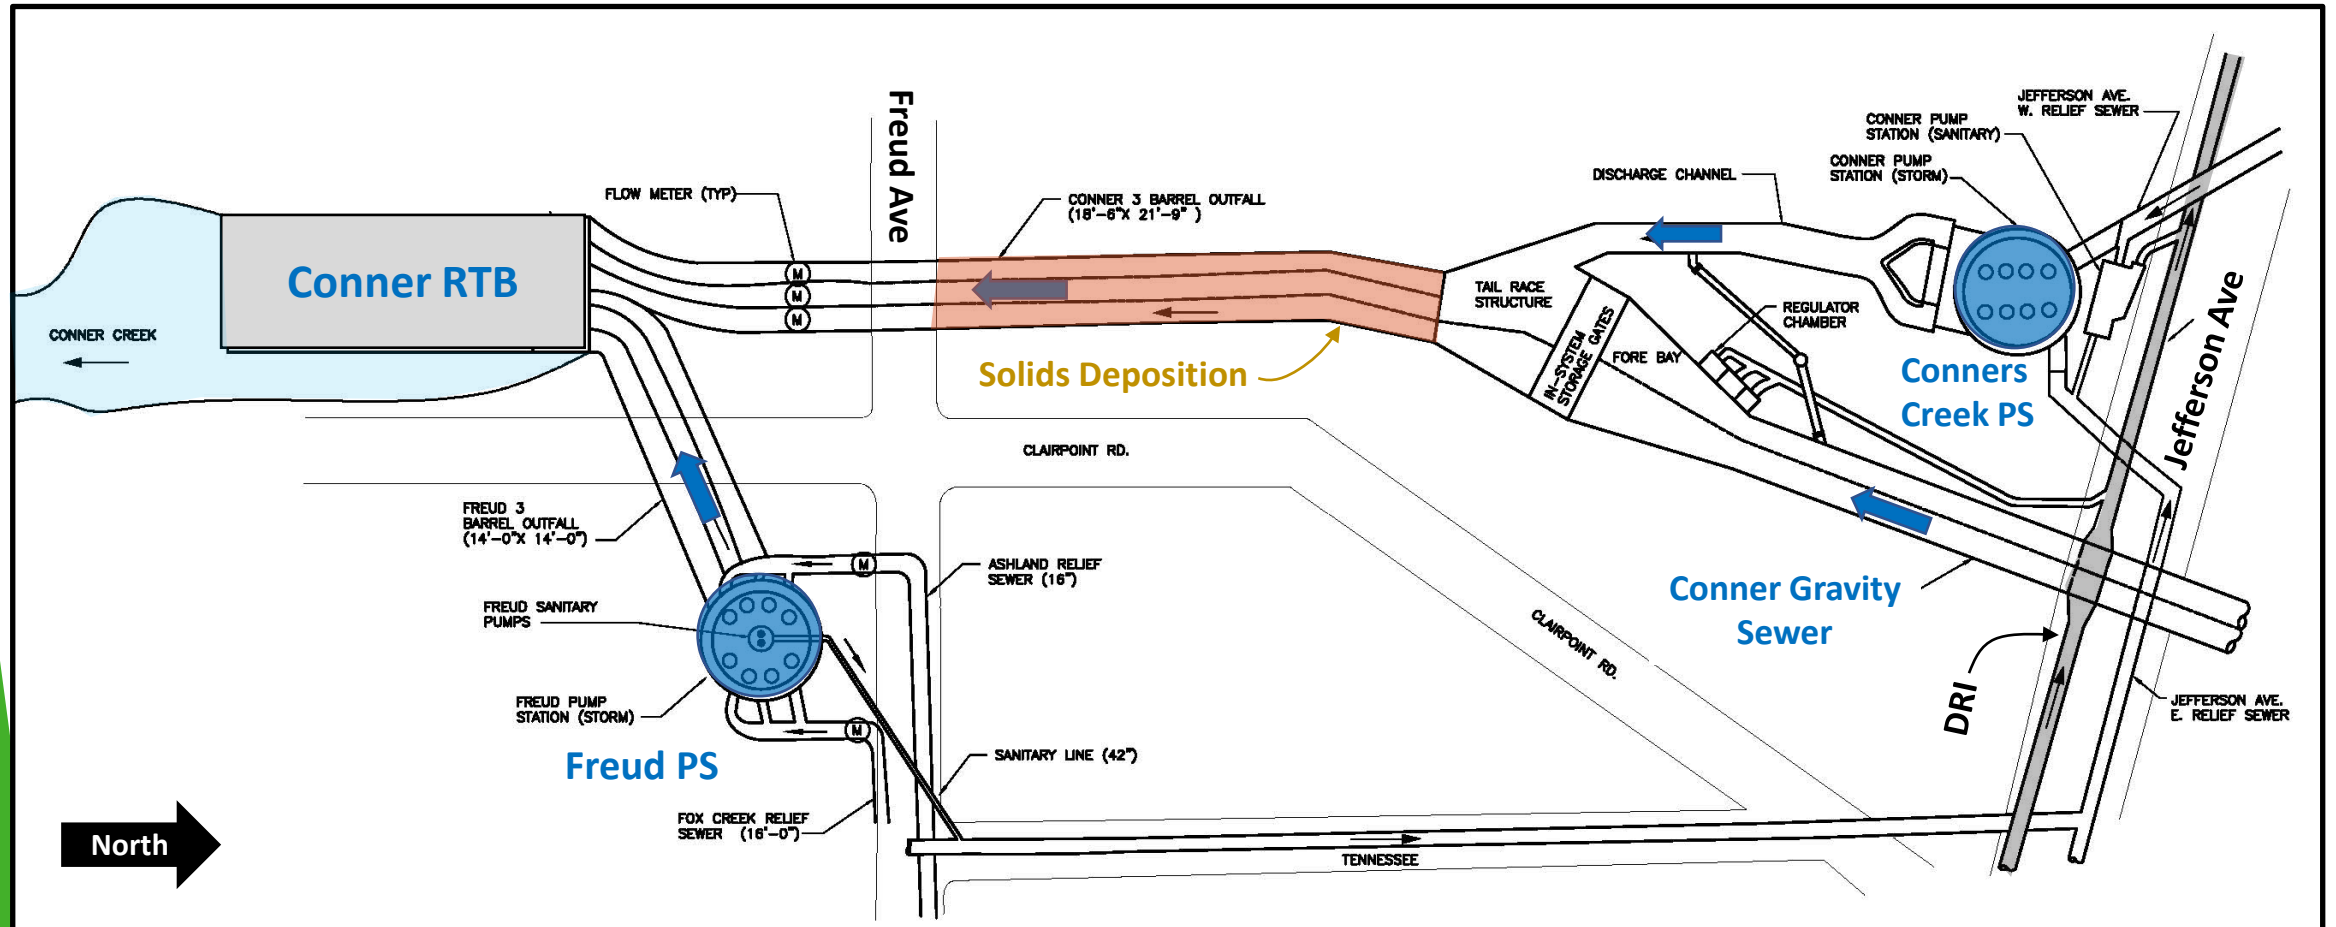 Freud Ave
JEFFERSON AVE.
W. RELIEF SEWER
CONNER PUMP
STATION (SANITARY)
CONNER PUMP
STATION (STORM)
DISCHARGE CHANNEL
FLOW METER (TYP)
CONNER 3 BARREL OUTFALL
(18'-6"X 21'-9" )
Conner RTB
M
M
M
TAIL RACE
STRUCTURE
REGULATOR
CHAMBER
CONNER CREEK
IN-SYSTEM
STORAGE GATES
FORE BAY
Solids Deposition
Conners
Creek PS
Jefferson Ave
CLAIRPOINT RD.
FREUD 3
BARREL OUTFALL
(14'-0"X 14'-0")
M
ASHLAND RELIEF
SEWER (16")
Conner Gravity
Sewer
FREUD SANITARY
PUMPS
CLAIRPOINT RD.
DRI
FREUD PUMP
STATION (STORM)
M
JEFFERSON AVE.
E. RELIEF SEWER
Freud PS
SANITARY LINE (42")
FOX CREEK RELIEF
SEWER (16'-0")
North
TENNESSEE